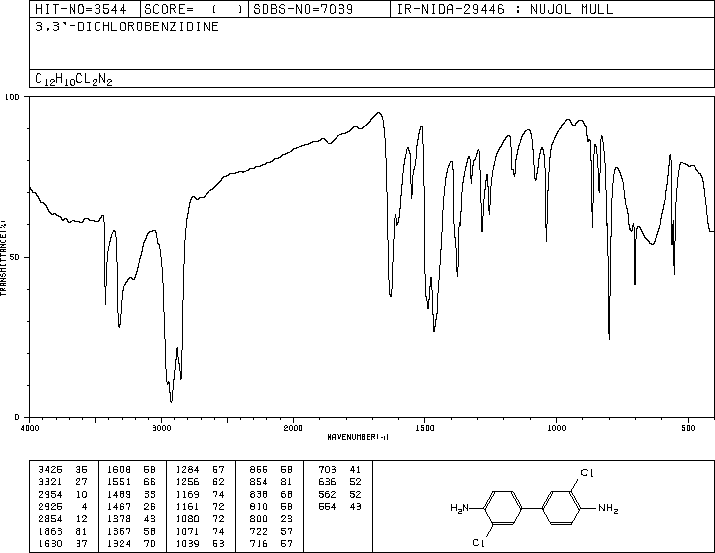 HIT-NO=3544 SCORE= ( ) SDBS-NO=7039 IR-NIDA-29446 : NUJOL MULL
3,3'-DICHLOROBENZIDINE
C12H10CL2N2
100
50
0
TRANSMITTANCE(%)
4000 3000 2000 1500 1000 500
WAVENUMBER(-1)
3425 35 1608 58 1284 57 866 58 703 41
3321 27 1551 66 1256 62 854 81 636 52
2954 10 1489 33 1169 74 838 68 562 52
2925 4 1467 26 1161 72 810 58 554 43
2854 12 1378 43 1080 72 800 23
1863 81 1367 58 1071 74 722 57
1630 37 1324 70 1039 53 716 57
Cl
H2N
NH2
Cl